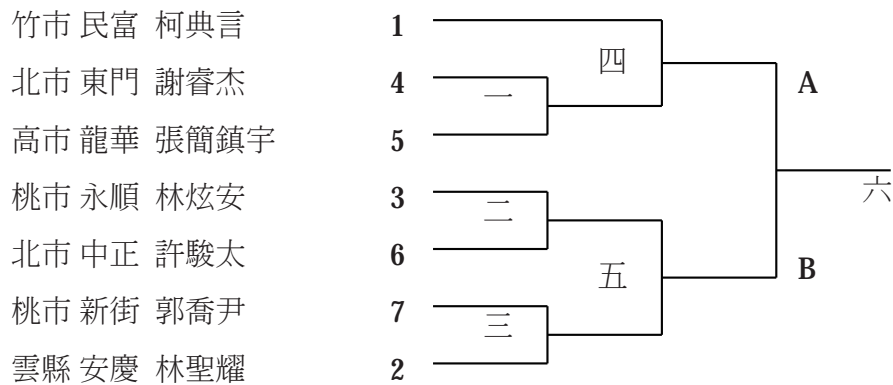 竹市 民富 柯典言 1
四
北市 東門 謝睿杰 4 A
一
高市 龍華 張簡鎮宇 5
桃市 永順 林炫安 3 六
二
北市 中正 許駿太 6 B
五
桃市 新街 郭喬尹 7
三
雲縣 安慶 林聖耀 2